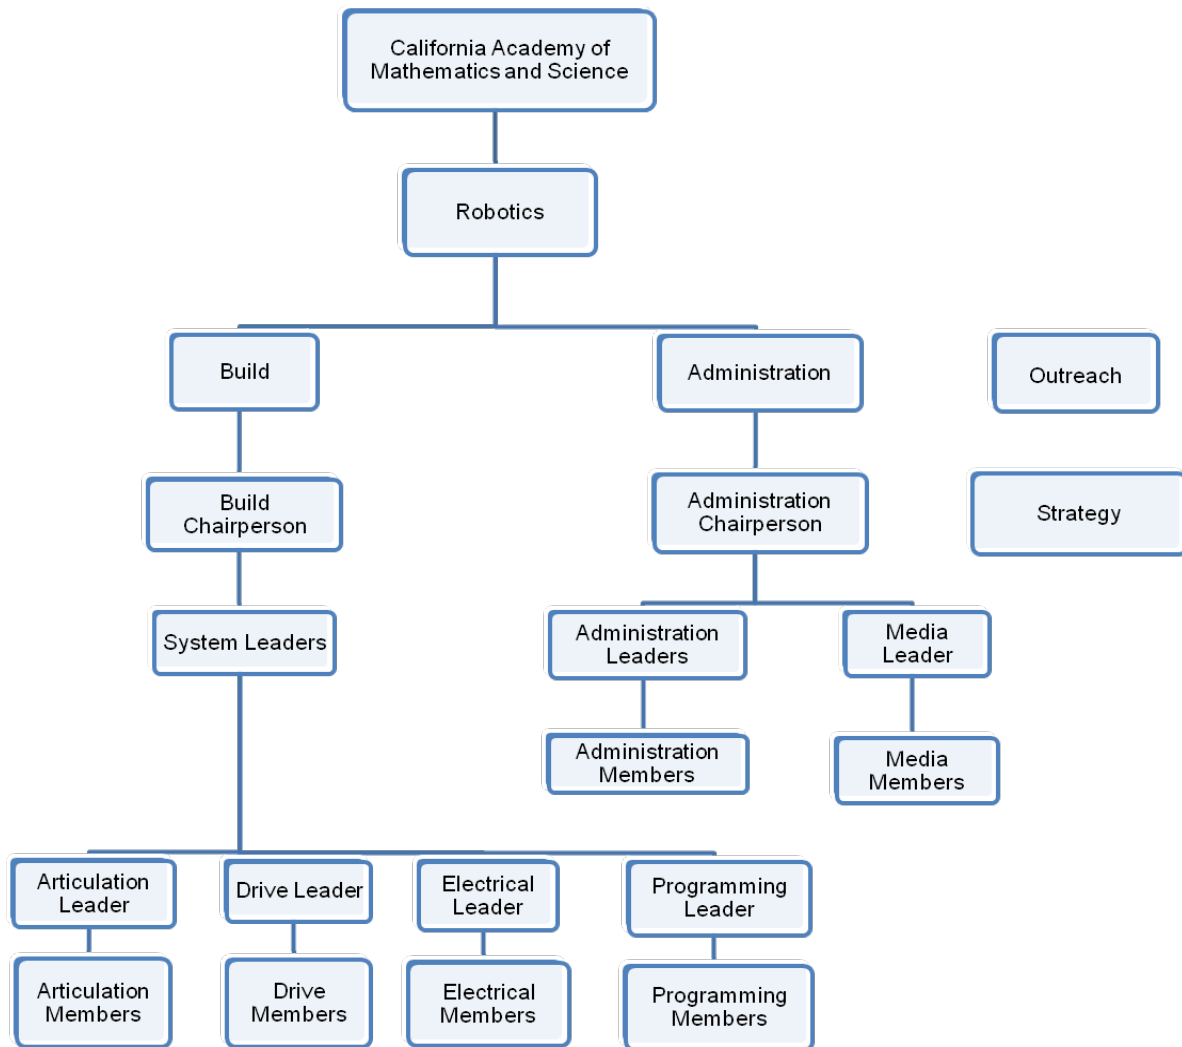 California Academy of
Mathematics and Science
Robotics
Build
Administration
Outreach
Build
Chairperson
Administration
Chairperson
Strategy
System Leaders
Administration
Leaders
Media
Leader
Administration
Members
Media
Members
Articulation
Leader
Drive Leader
Electrical
Leader
Programming
Leader
Articulation
Members
Drive
Members
Electrical
Members
Programming
Members